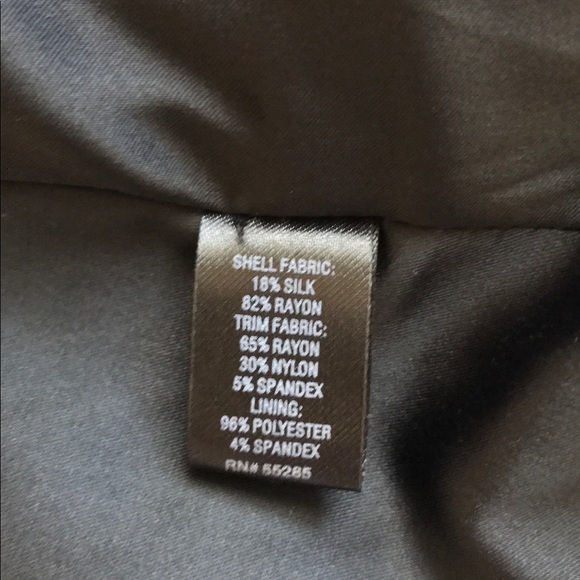 SHELL FABRIC:
18% SILK
82% RAYON
TRIM FABRIC:
65% RAYON
30% NYLON
5% SPANDEX
LINING:
96% POLYESTER
4% SPANDEX
RN# 55285